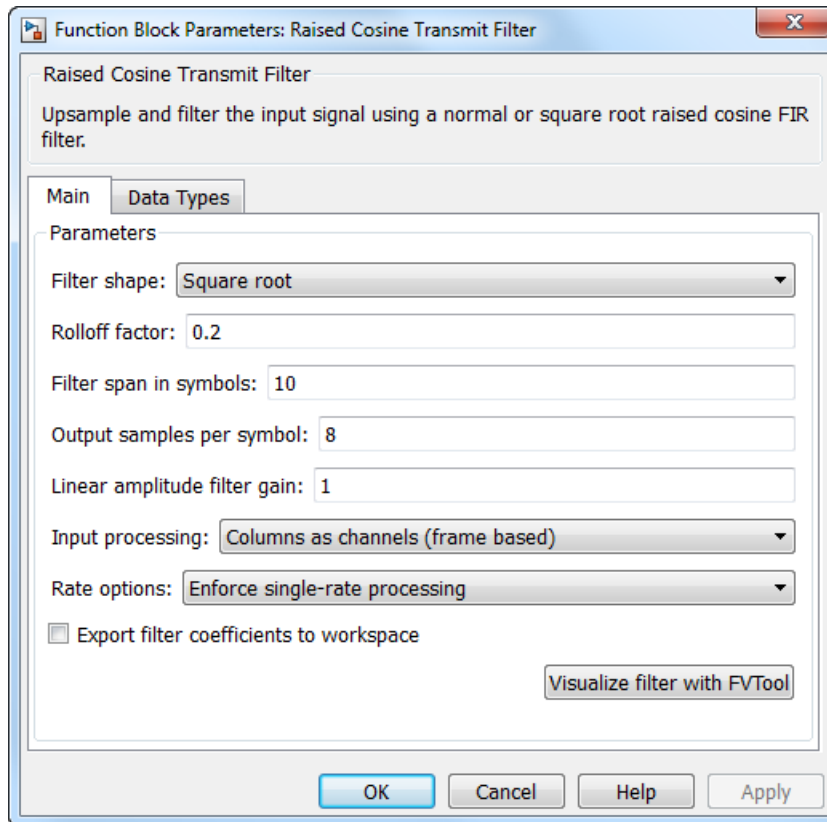 Function Block Parameters: Raised Cosine Transmit Filter
Raised Cosine Transmit Filter
Upsample and filter the input signal using a normal or square root raised cosine FIR
filter.
Main Data Types
Parameters
Filter shape: Square root
Rolloff factor: 0.2
Filter span in symbols: 10
Output samples per symbol: 8
Linear amplitude filter gain: 1
Input processing: Columns as channels (frame based)
Rate options: Enforce single-rate processing
Export filter coefficients to workspace
Visualize filter with FVTool
OK Cancel Help Apply